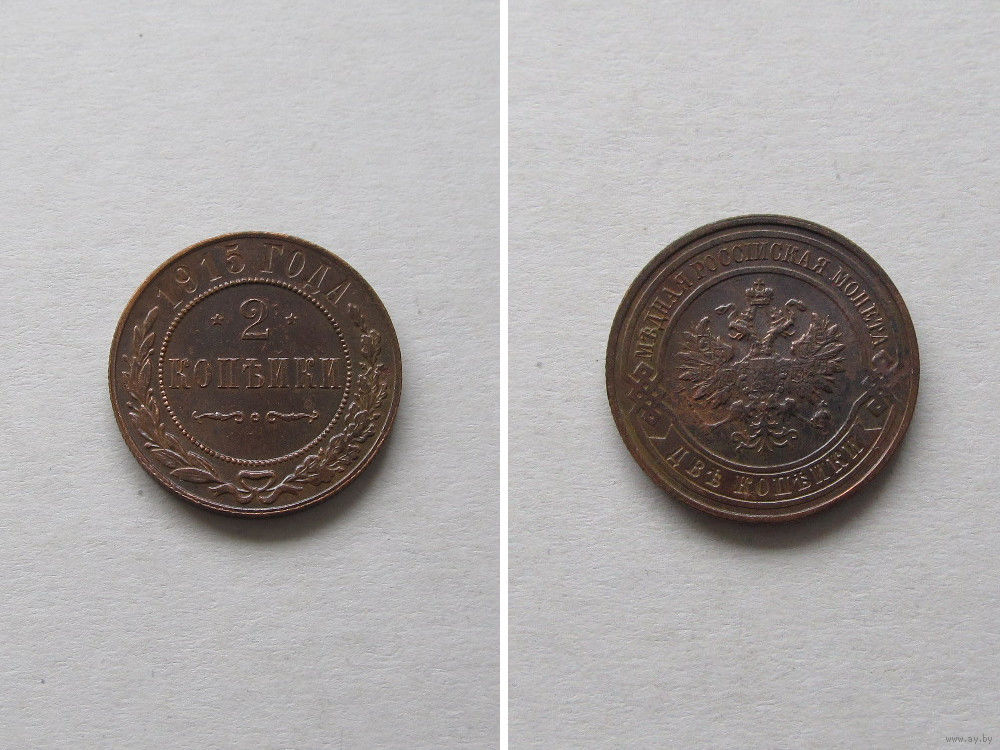 1915 ГОДА
2
КОПѢЙКИ
МѢДНАЯ РОССІЙСКАЯ МОНЕТА
ДВѢ КОПѢЙКИ
www.ay.by